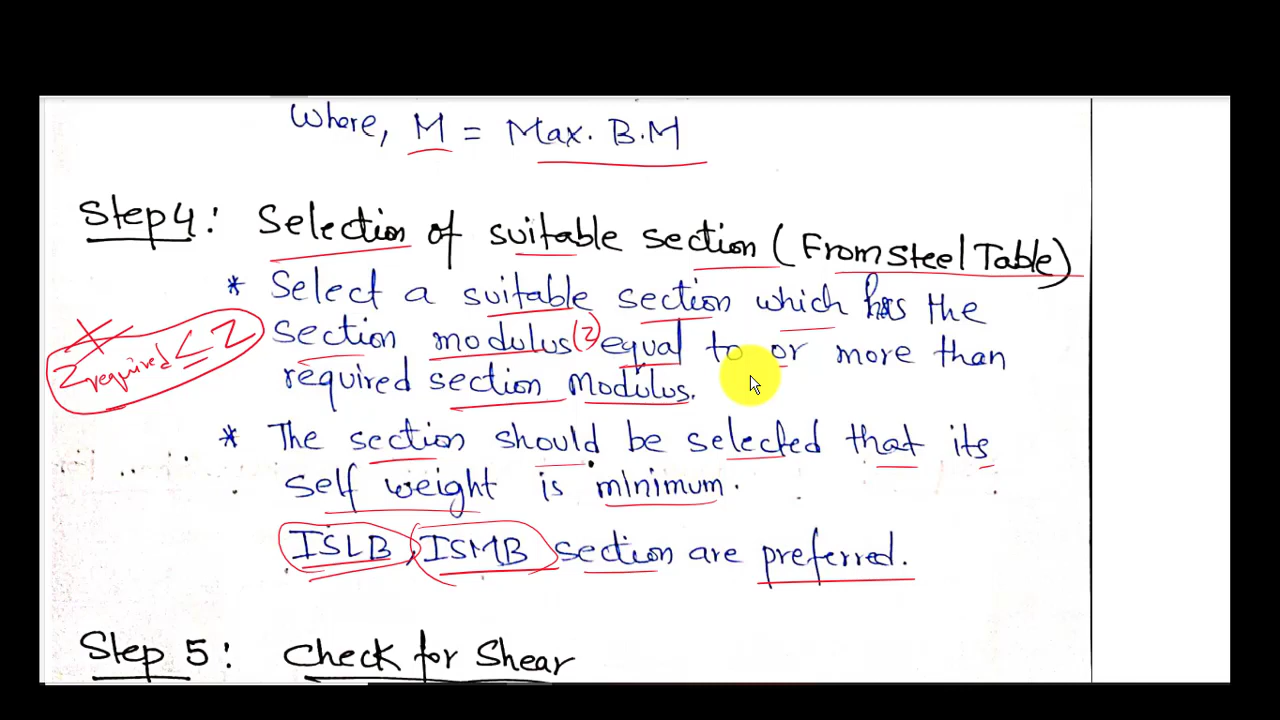 Where, M = Max. B.M
Step 4: Selection of suitable section (From Steel Table)
* Select a suitable section which has the
section modulus (Z) equal to or more than
Zrequired ≤ Z
required section Modulus.
* The section should be selected that its
self weight is minimum.
ISLB, ISMB section are preferred.
Step 5: Check for Shear